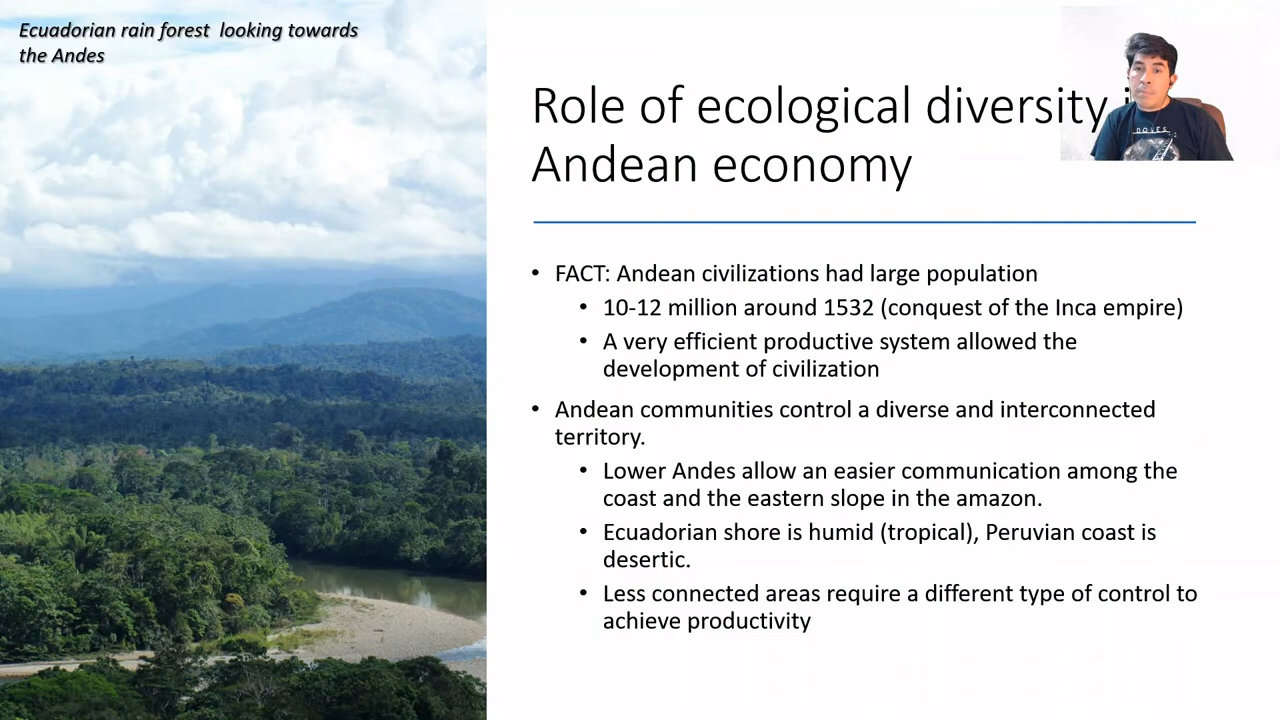 Ecuadorian rain forest looking towards
the Andes
Role of ecological diversity
Andean economy
• FACT: Andean civilizations had large population
• 10-12 million around 1532 (conquest of the Inca empire)
• A very efficient productive system allowed the
development of civilization
• Andean communities control a diverse and interconnected
territory.
• Lower Andes allow an easier communication among the
coast and the eastern slope in the amazon.
• Ecuadorian shore is humid (tropical), Peruvian coast is
desertic.
• Less connected areas require a different type of control to
achieve productivity
DOVES